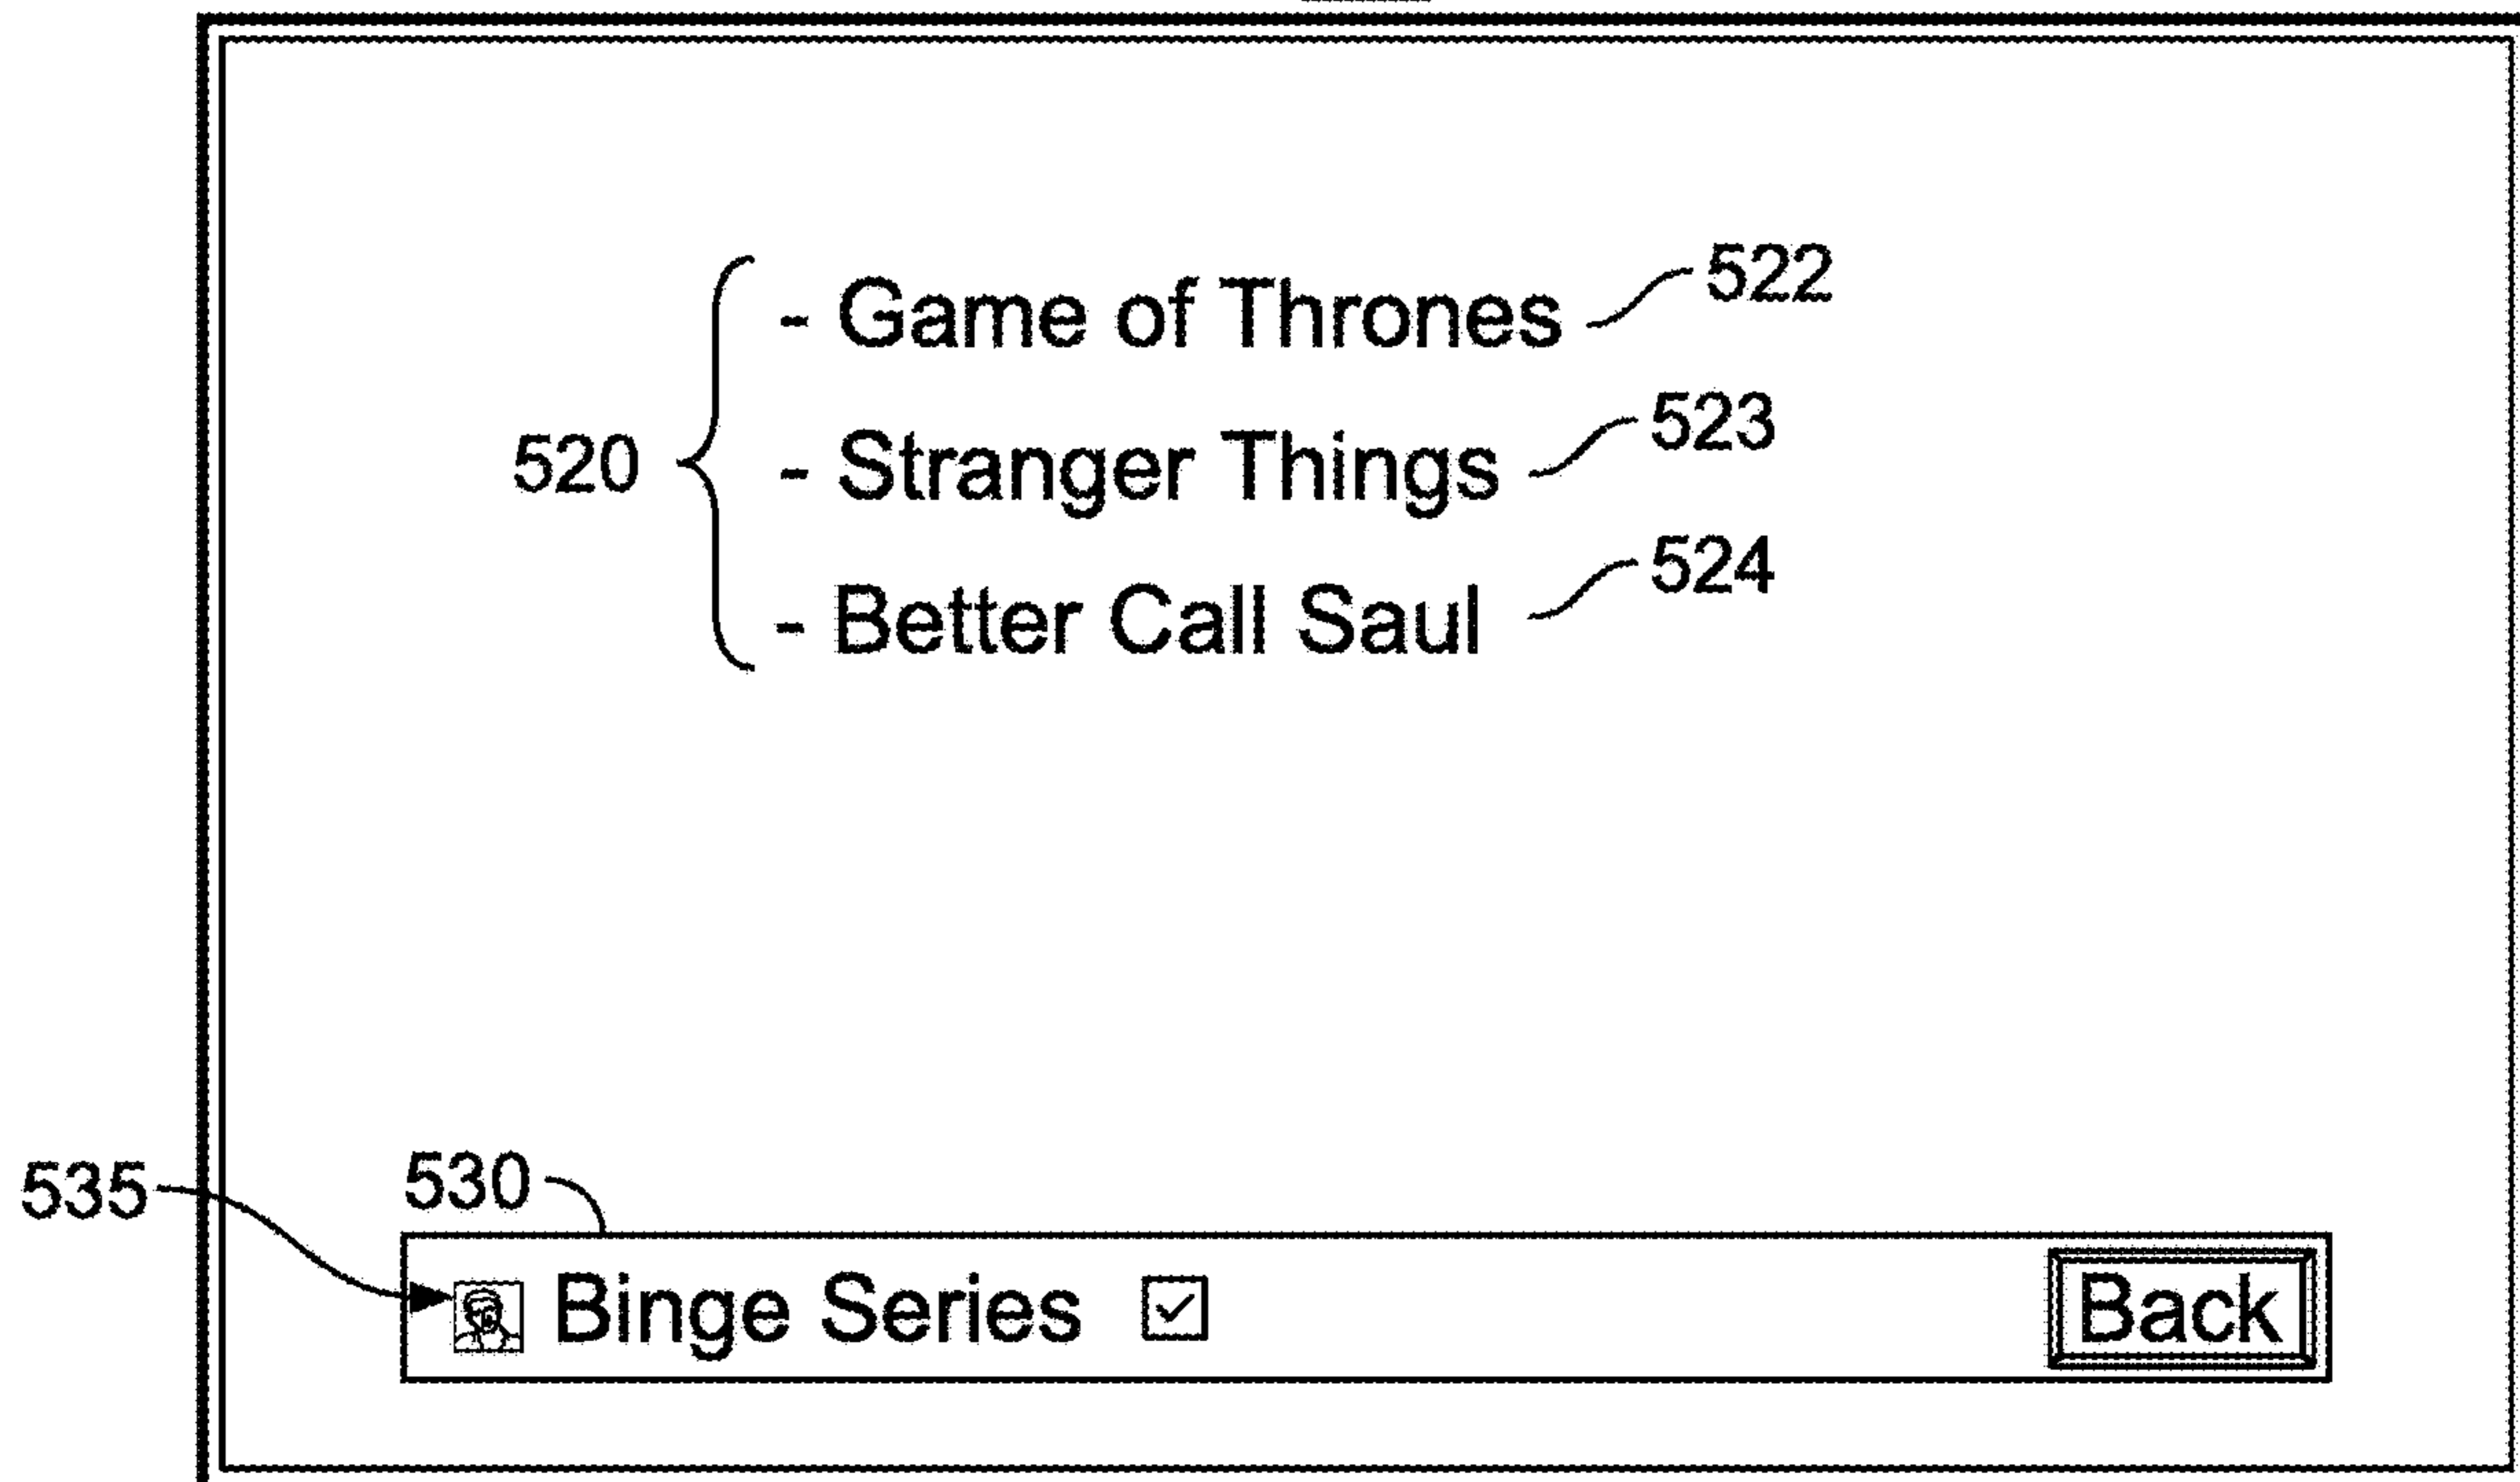 - Game of Thrones 522
520 - Stranger Things 523
- Better Call Saul 524
535 530
Binge Series Back